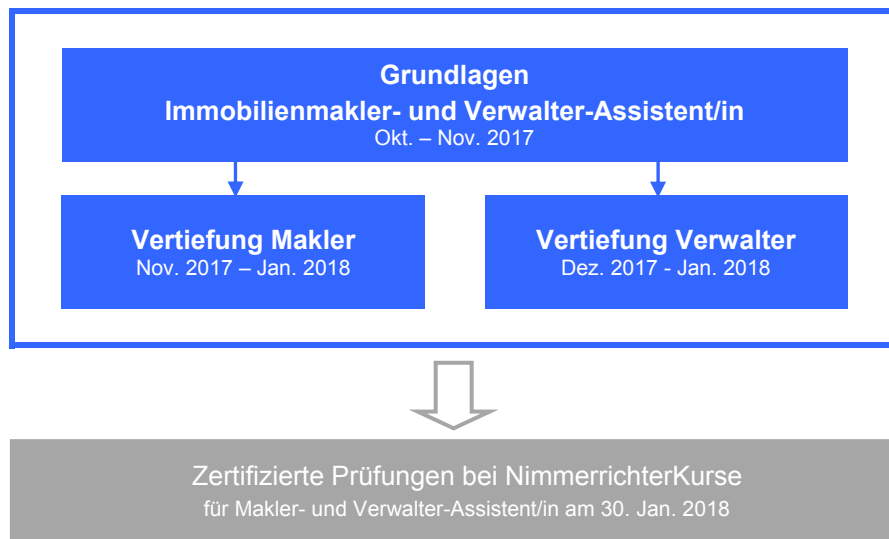 Grundlagen
Immobilienmakler- und Verwalter-Assistent/in
Okt. – Nov. 2017
Vertiefung Makler
Nov. 2017 – Jan. 2018
Vertiefung Verwalter
Dez. 2017 - Jan. 2018
Zertifizierte Prüfungen bei NimmerrichterKurse
für Makler- und Verwalter-Assistent/in am 30. Jan. 2018